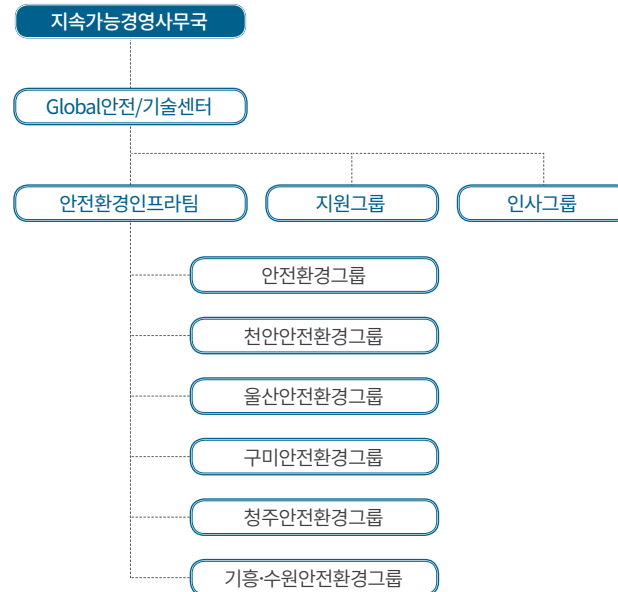 지속가능경영사무국
Global안전/기술센터
안전환경인프라팀
지원그룹
인사그룹
안전환경그룹
천안안전환경그룹
울산안전환경그룹
구미안전환경그룹
청주안전환경그룹
기흥·수원안전환경그룹